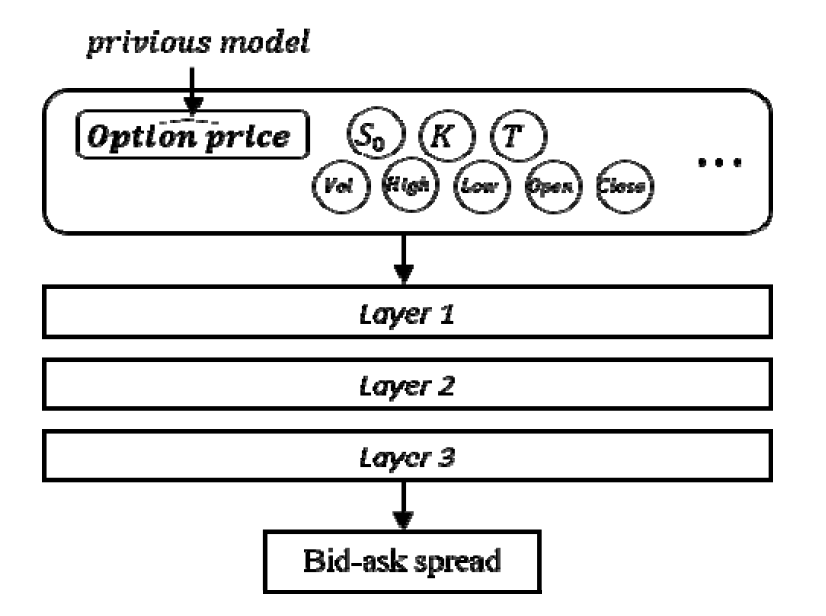 privious model
Option price S₀ K T
Vol High Low Open Close ...
Layer 1
Layer 2
Layer 3
Bid-ask spread